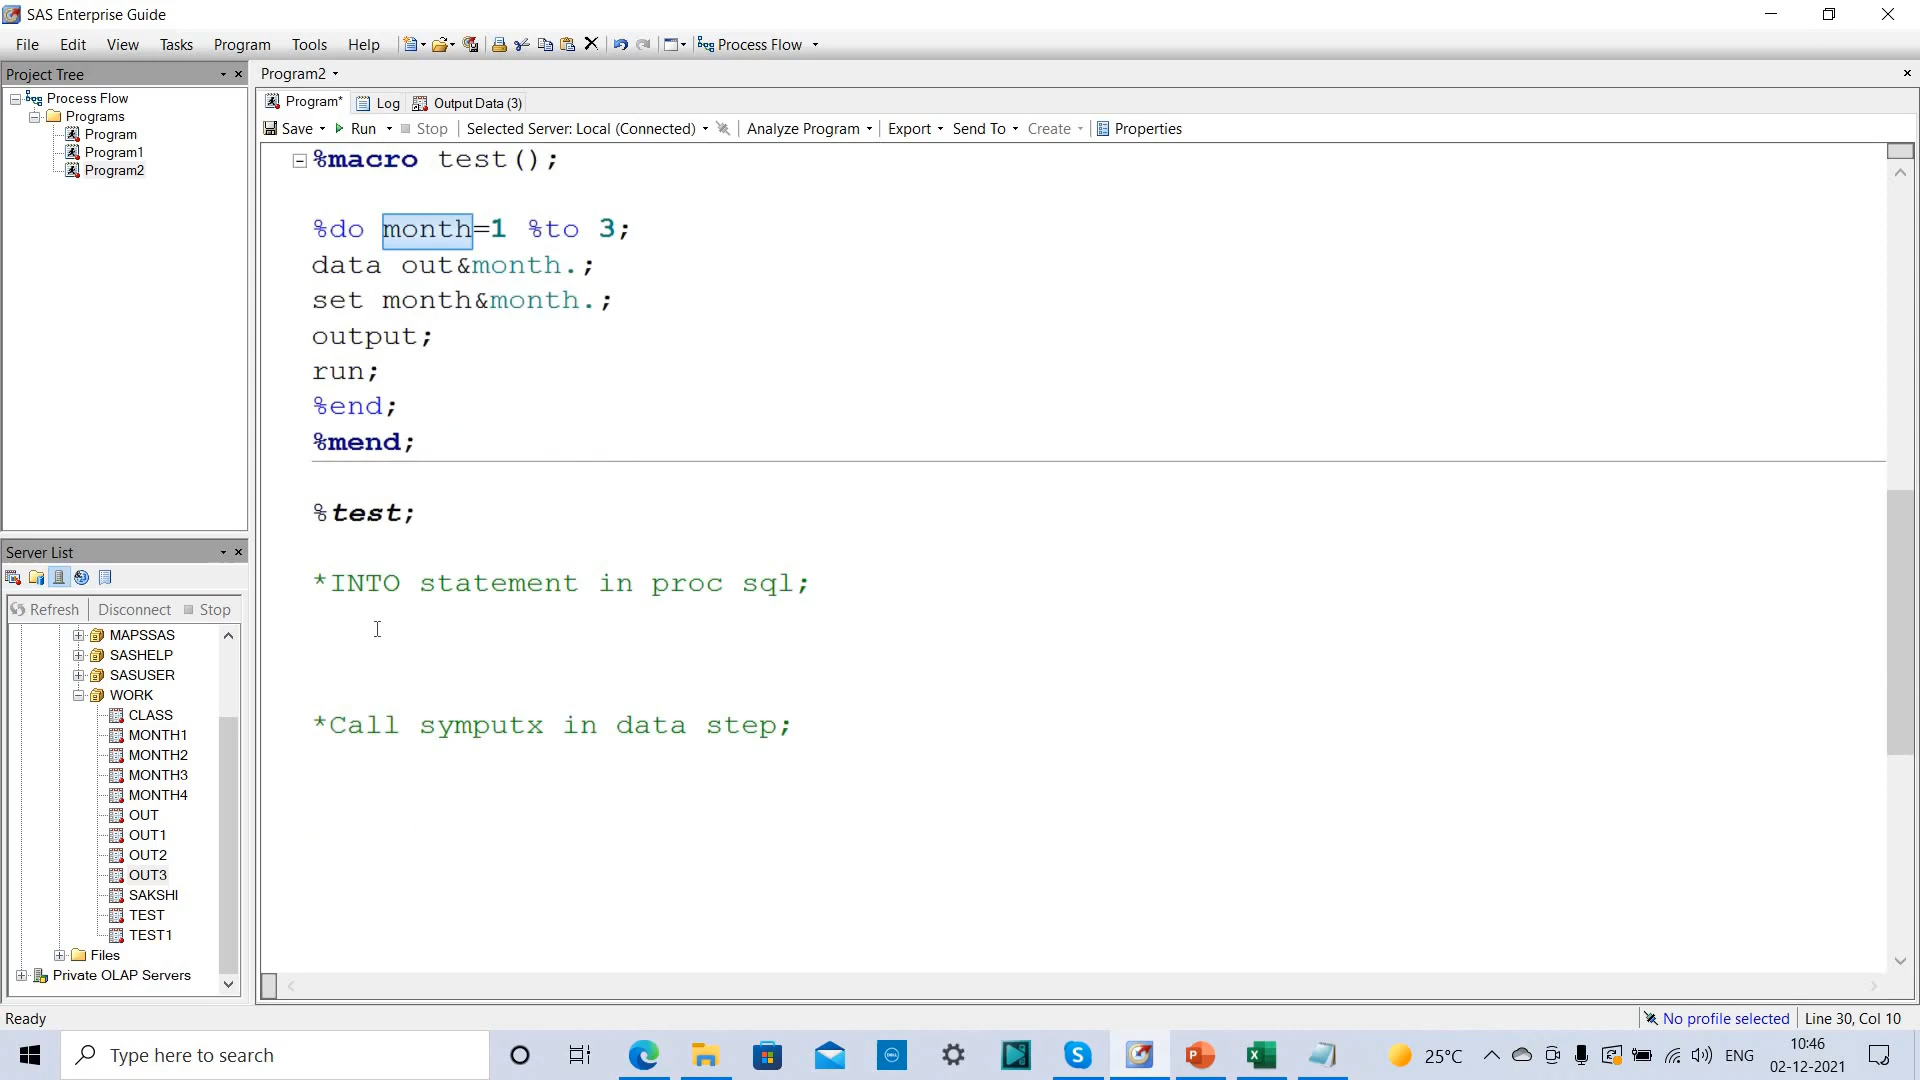 SAS Enterprise Guide
File Edit View Tasks Program Tools Help Process Flow
Project Tree
Process Flow
Programs
Program
Program1
Program2
Program2
Program* Log Output Data (3)
Save Run Stop Selected Server: Local (Connected) Analyze Program Export Send To Create Properties
%macro test();
%do month=1 %to 3;
data out&month.;
set month&month.;
output;
run;
%end;
%mend;
%test;
*INTO statement in proc sql;
*Call symputx in data step;
Server List
Refresh Disconnect Stop
MAPSSAS
SASHELP
SASUSER
WORK
CLASS
MONTH1
MONTH2
MONTH3
MONTH4
OUT
OUT1
OUT2
OUT3
SAKSHI
TEST
TEST1
Files
Private OLAP Servers
Ready
No profile selected Line 30, Col 10
Type here to search
25°C ENG
10:46
02-12-2021